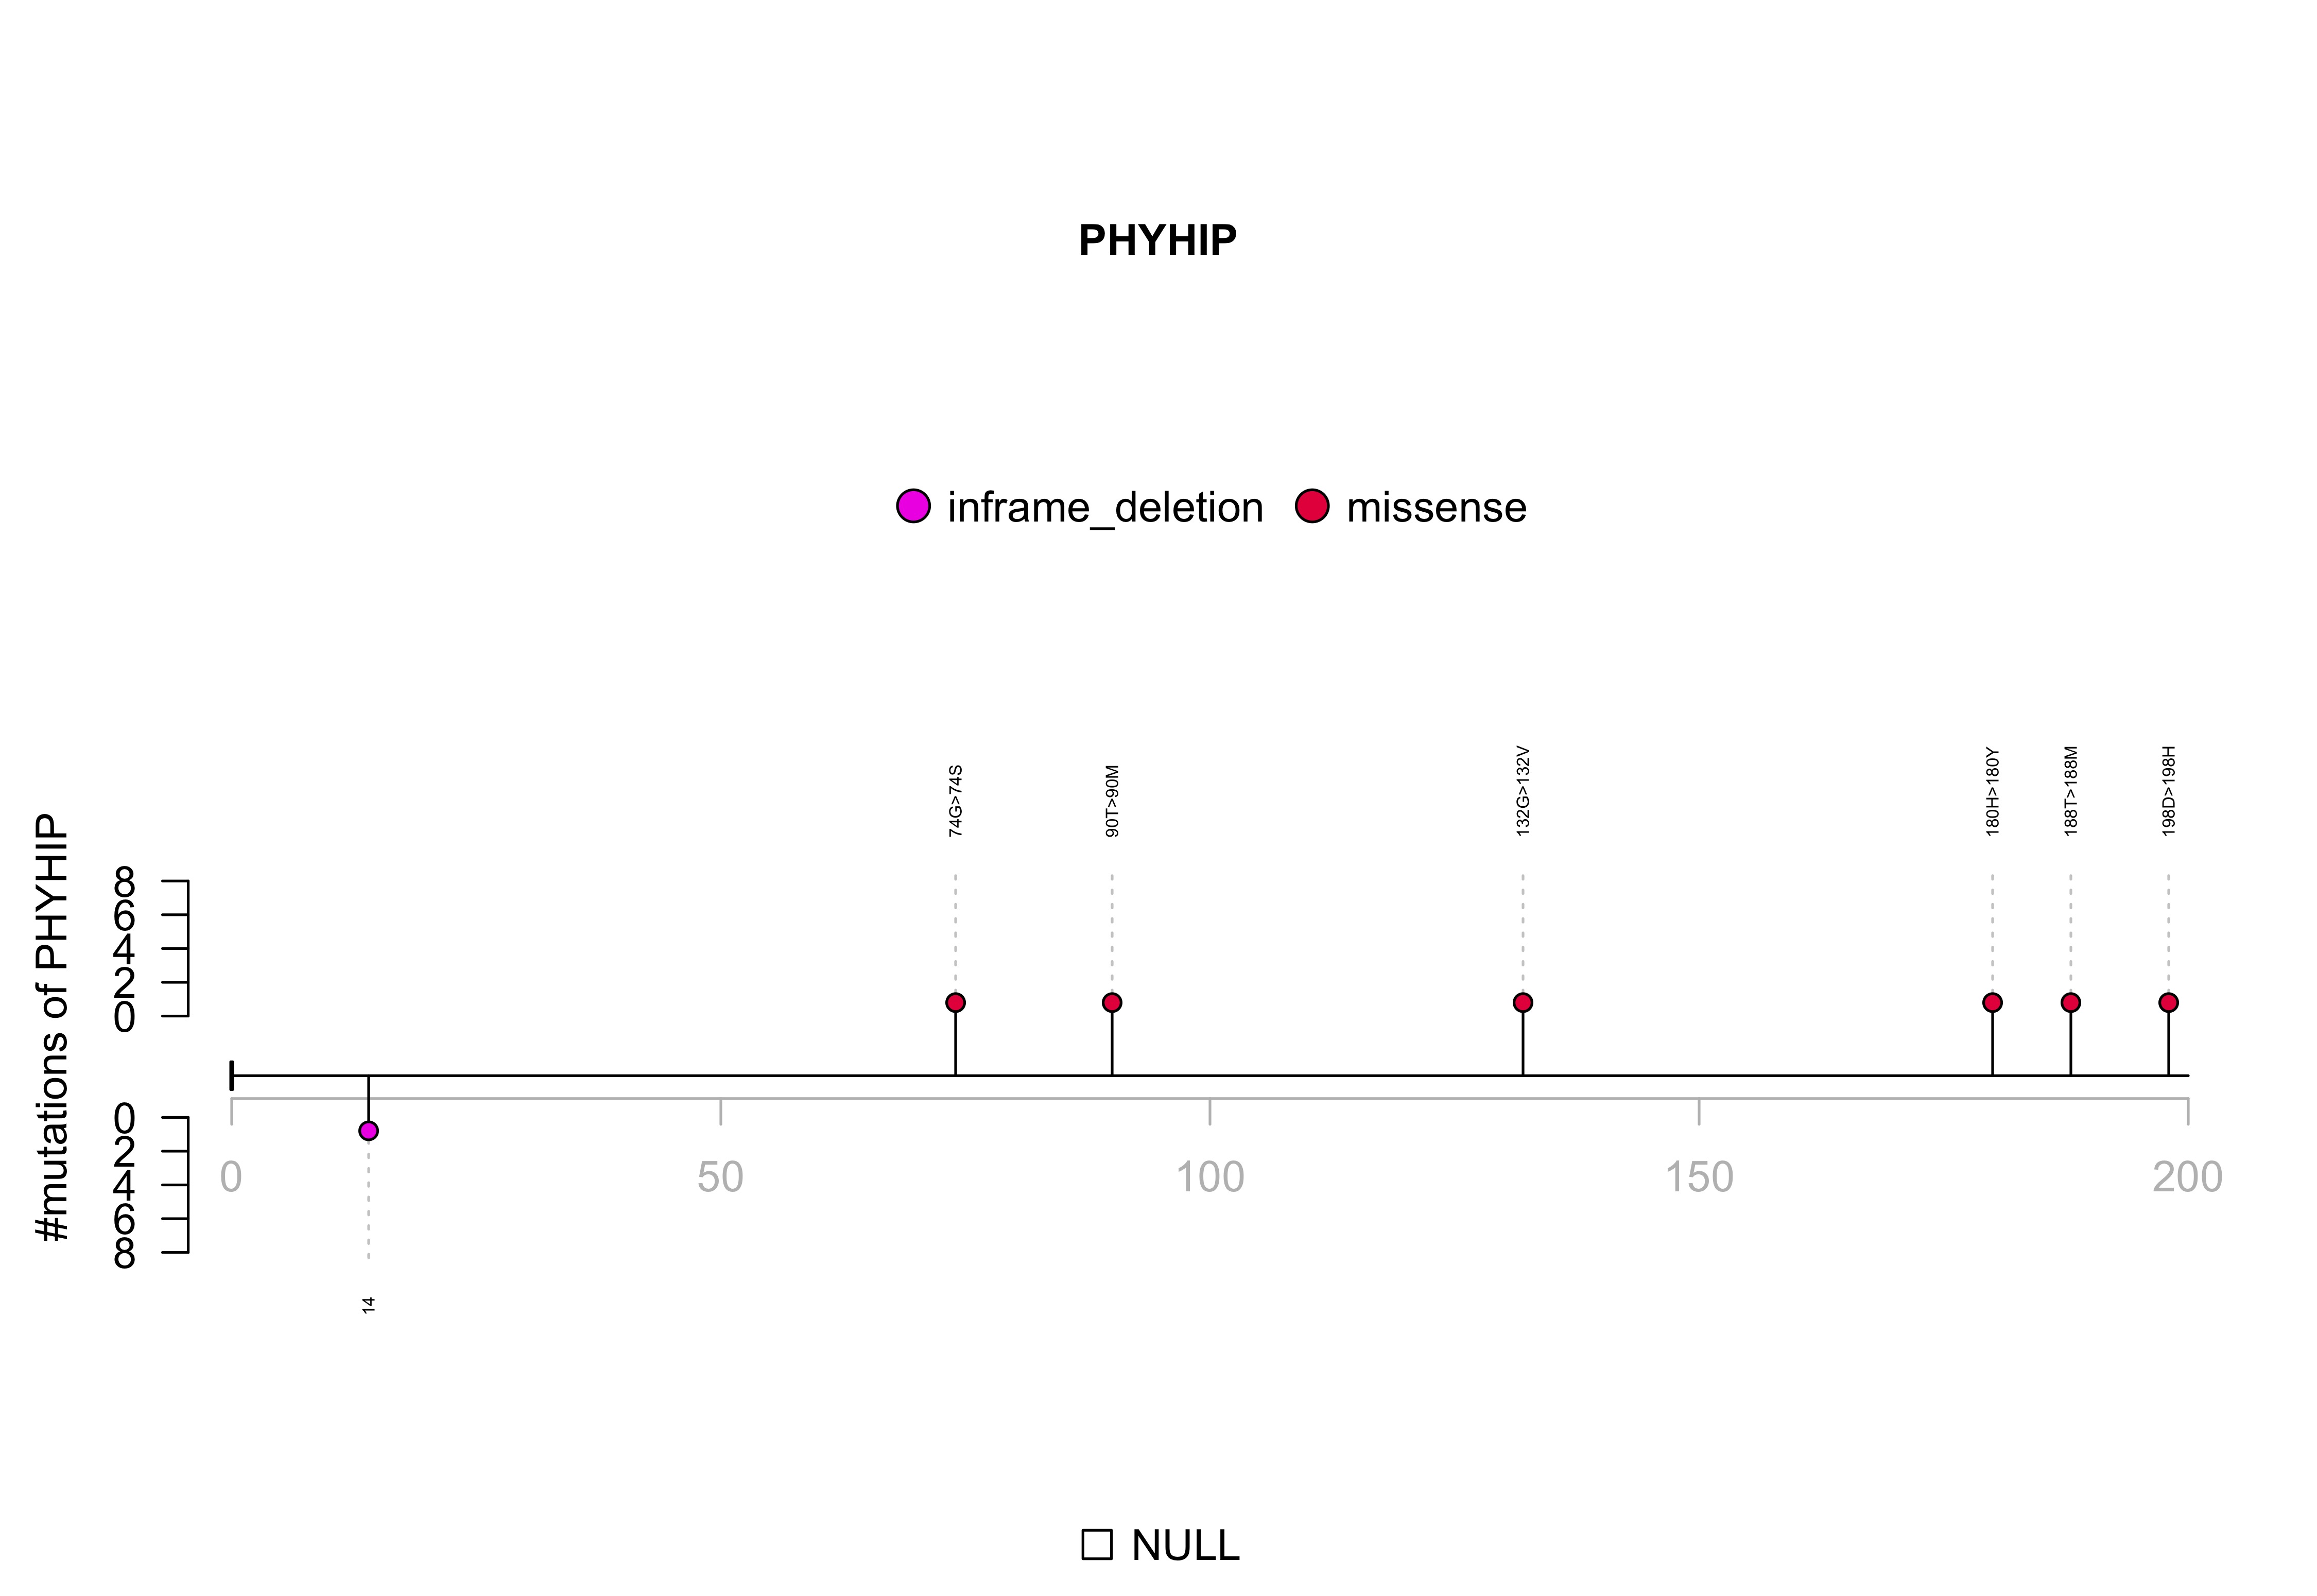 PHYHIP
inframe_deletion missense
74G>74S 90T>90M 132G>132V 180H>180Y 188T>188M 198D>198H
#mutations of PHYHIP
8
6
4
2
0
0
2
4
6
8
0 50 100 150 200
14
NULL